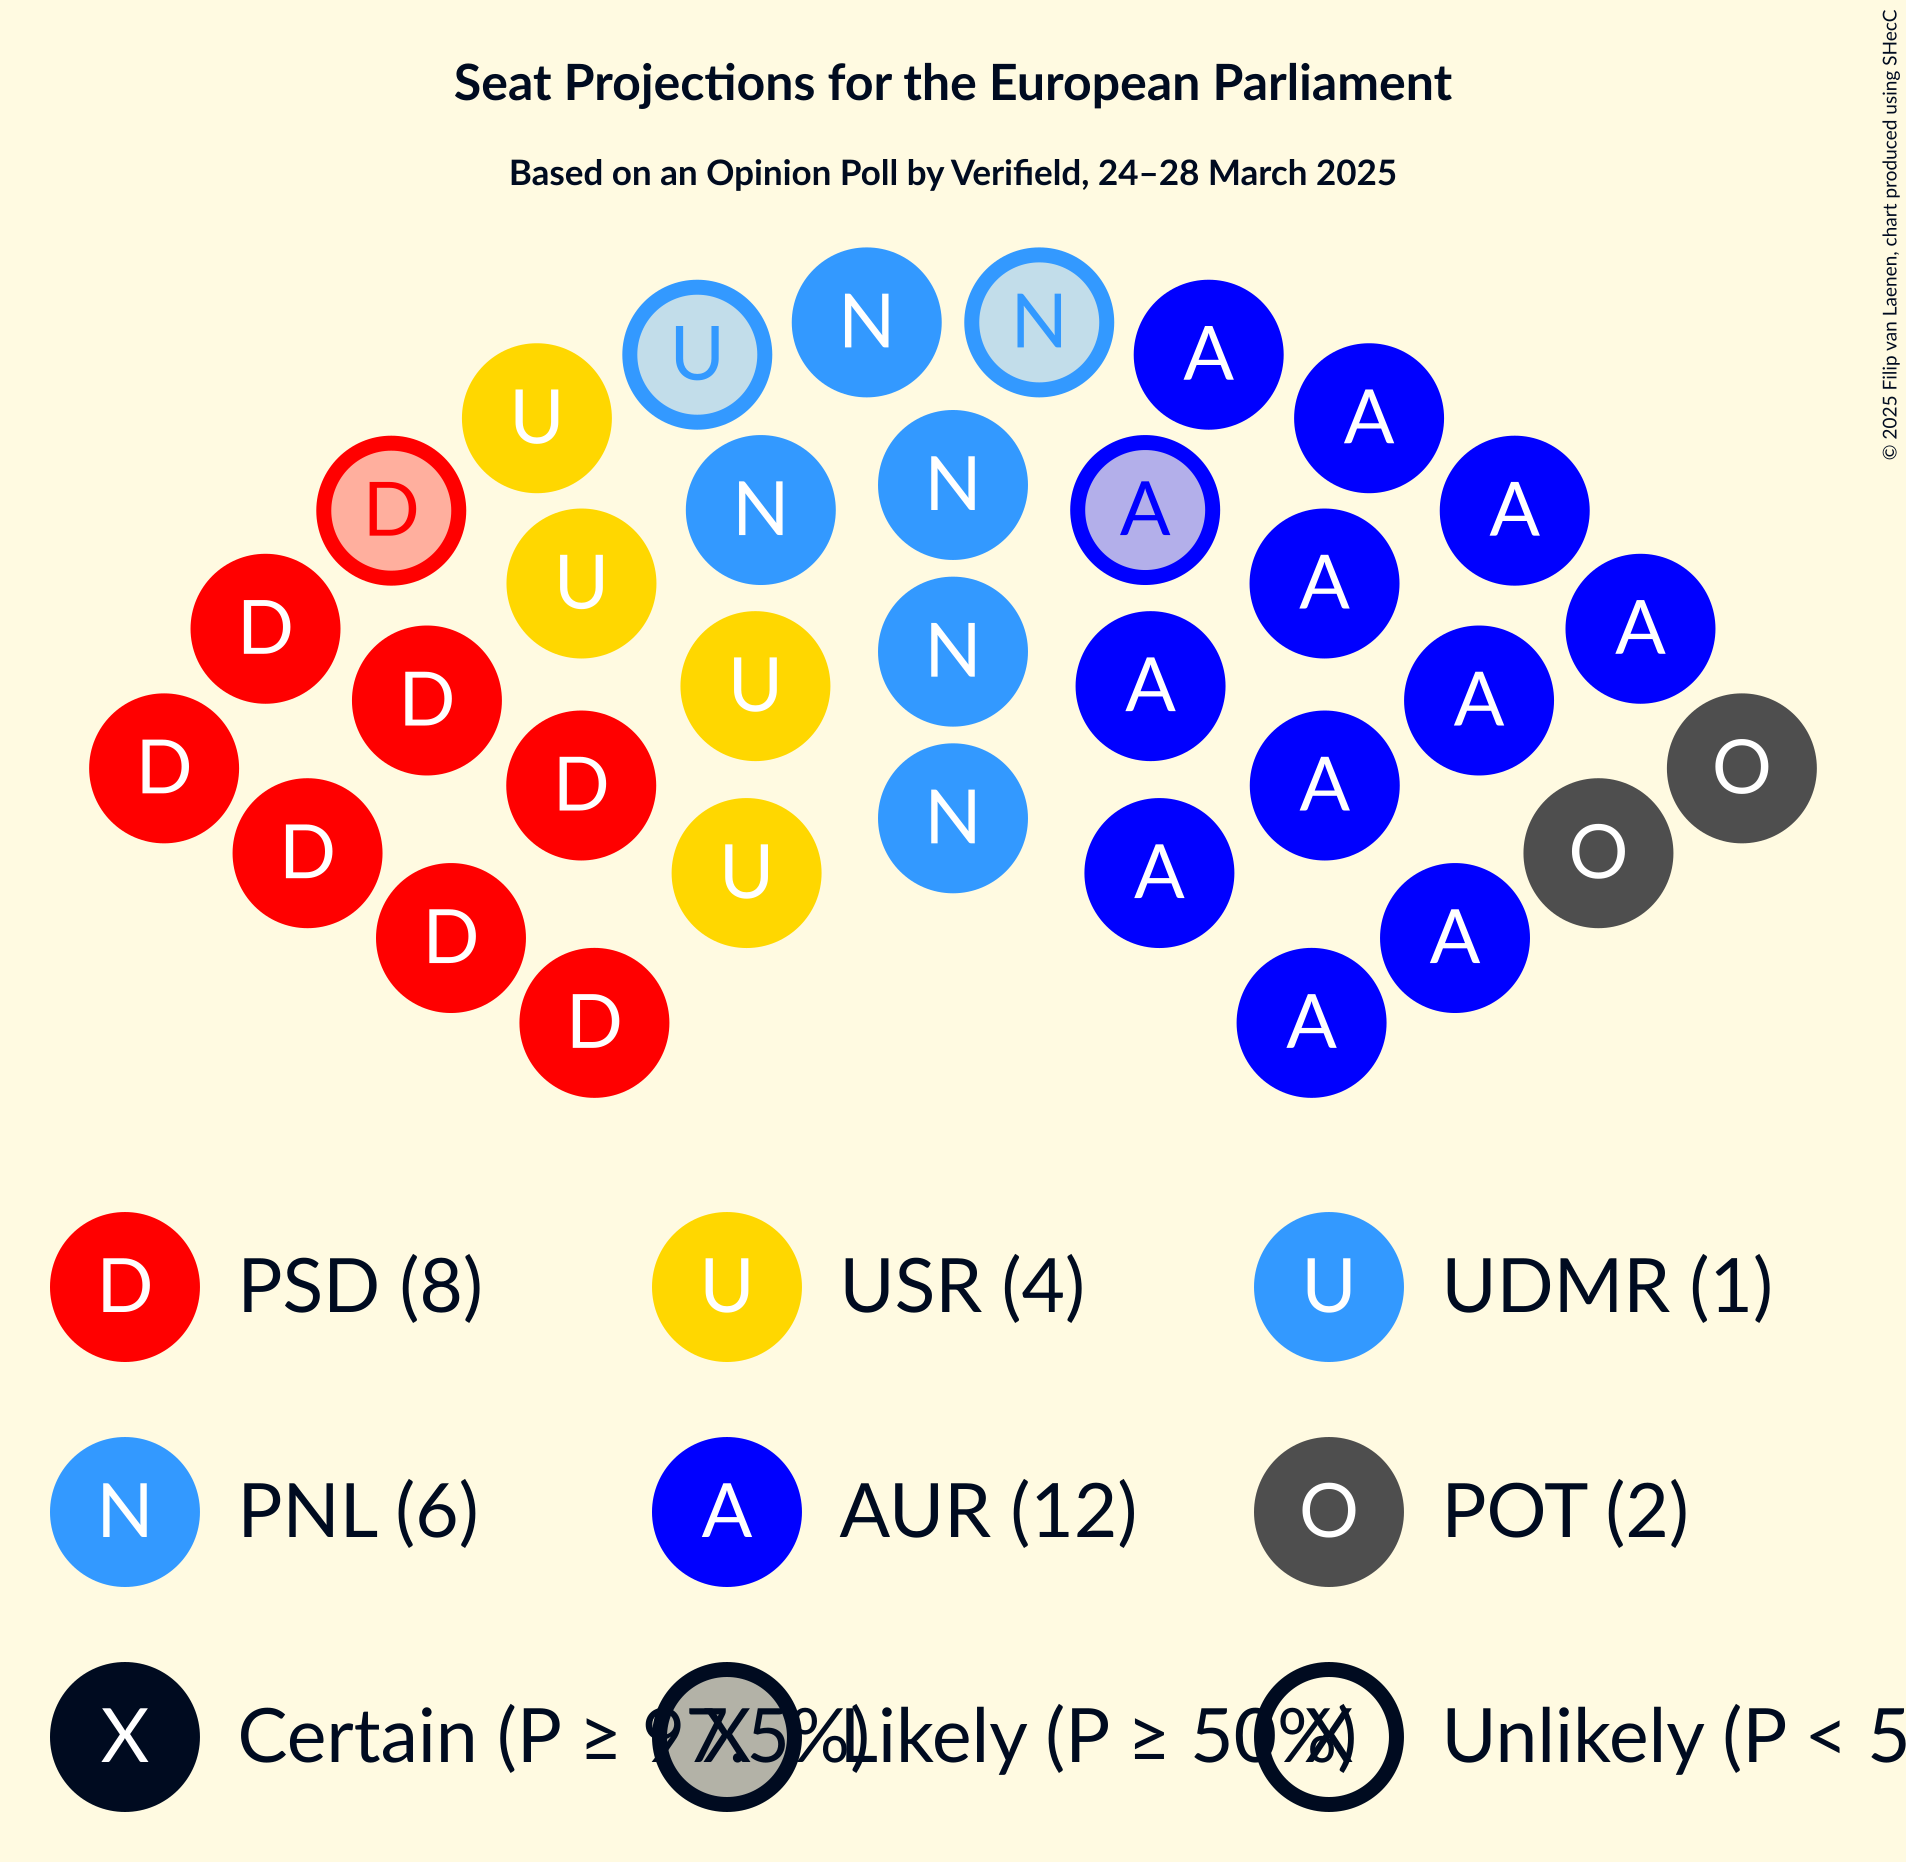 Seat Projections for the European Parliament
Based on an Opinion Poll by Verifield, 24–28 March 2025
© 2025 Filip van Laenen, chart produced using SHecC
N N
U A
U A
D N N A A
U A
D A
U N A
D A
D D A O
N
D U A O
D A
D A
D PSD (8) U USR (4) U UDMR (1)
N PNL (6) A AUR (12) O POT (2)
X Certain (P ≥ 97.5%) X Likely (P ≥ 50%) X Unlikely (P < 5